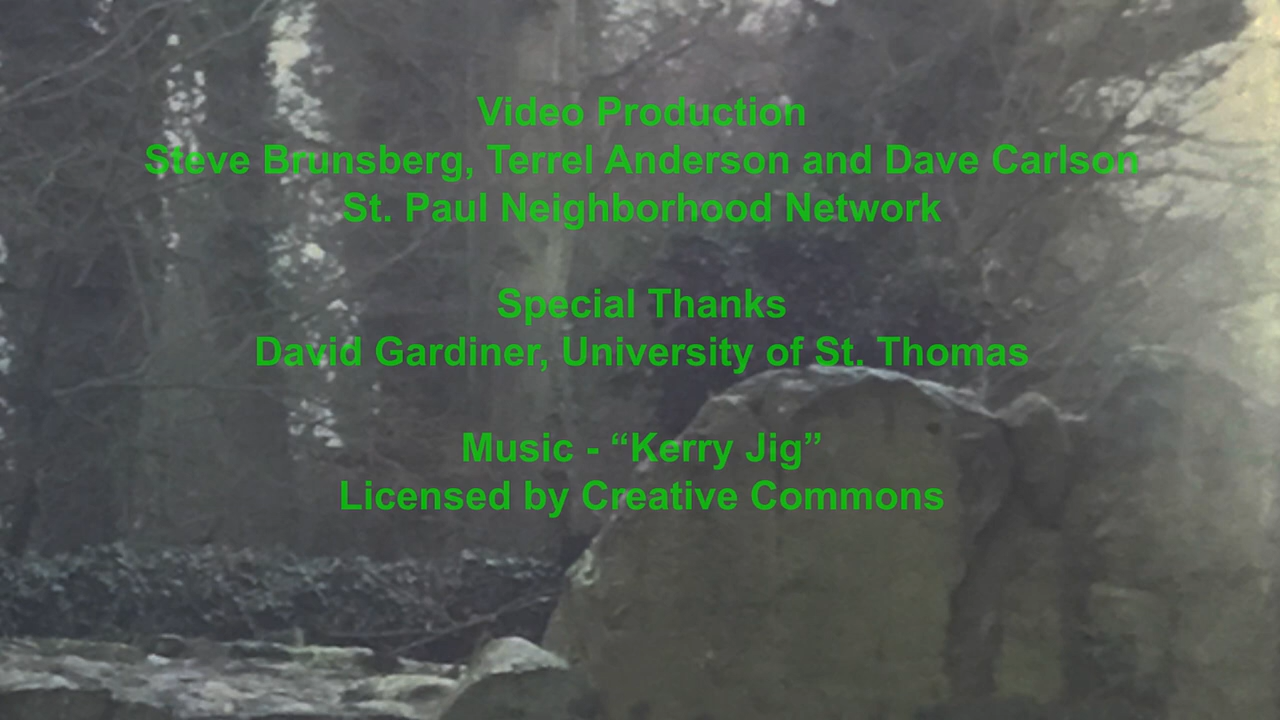 Video Production
Steve Brunsberg, Terrel Anderson and Dave Carlson
St. Paul Neighborhood Network
Special Thanks
David Gardiner, University of St. Thomas
Music - “Kerry Jig”
Licensed by Creative Commons